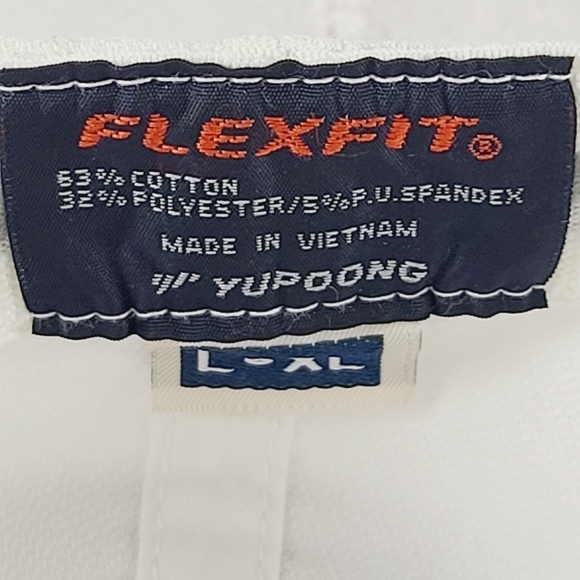 FLEXFIT®
63% COTTON
32% POLYESTER/5% P.U.SPANDEX
MADE IN VIETNAM
YUPOONG
L-XL